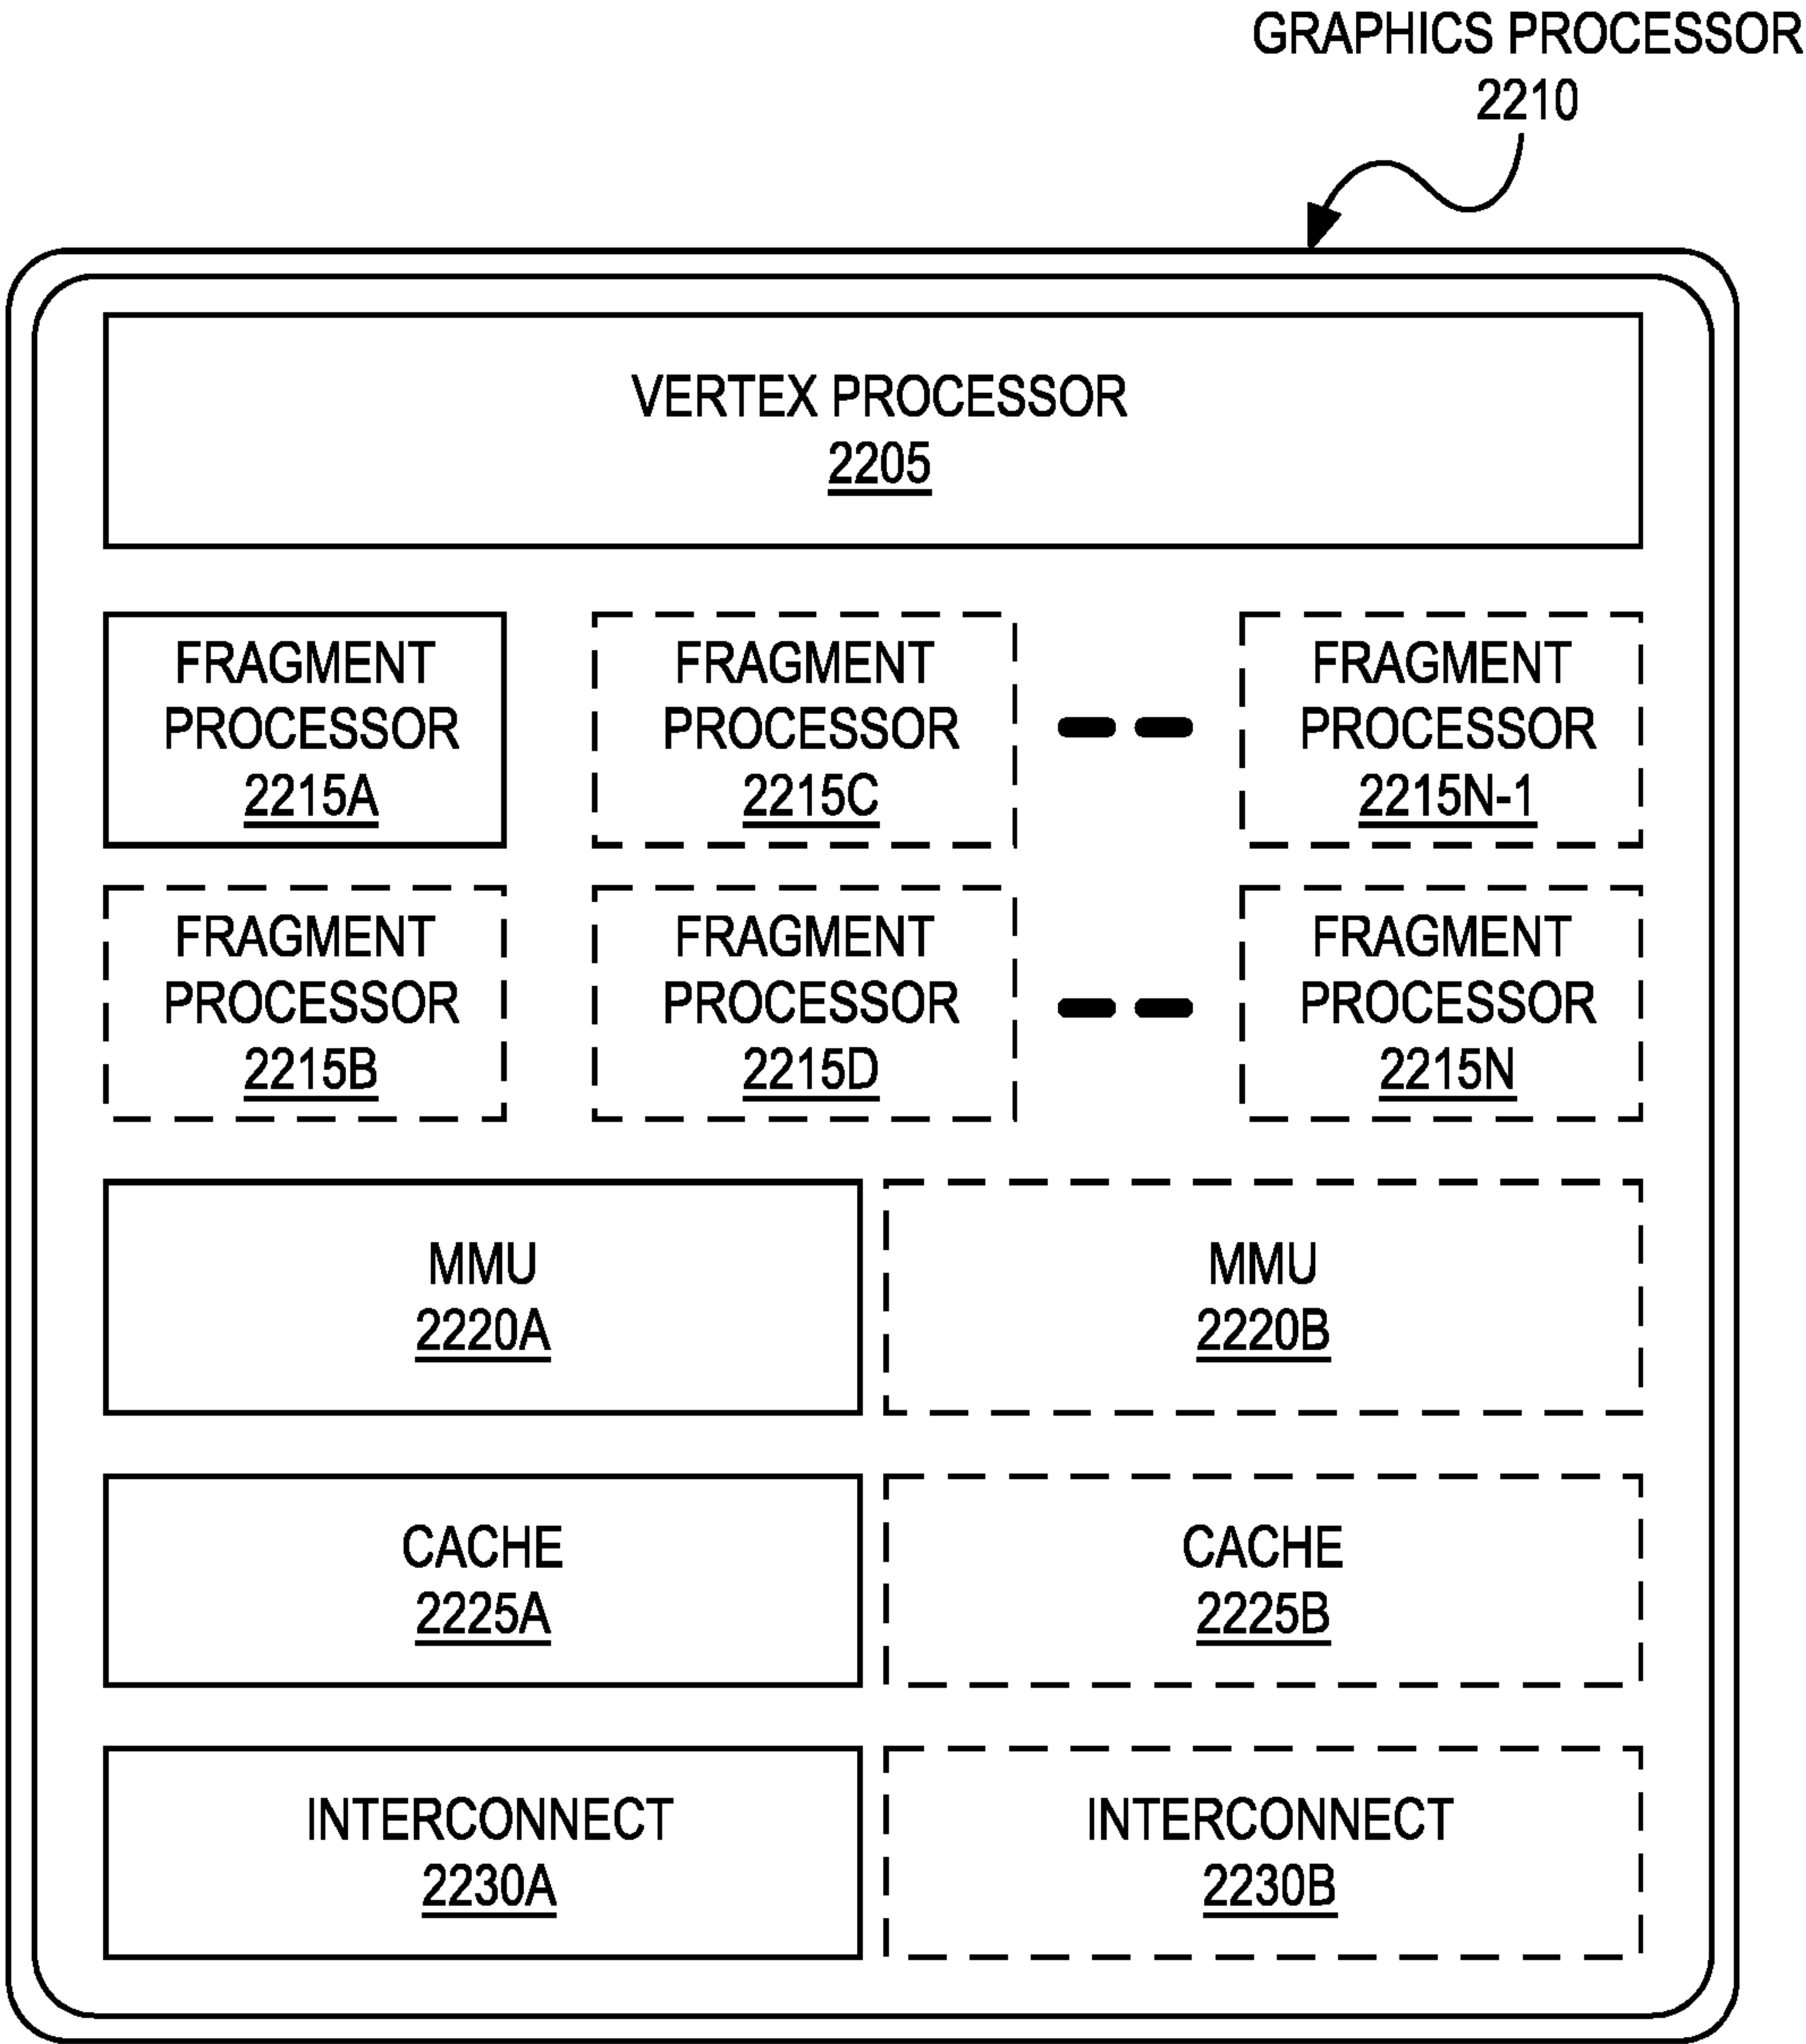 GRAPHICS PROCESSOR
2210
VERTEX PROCESSOR
2205
FRAGMENT
PROCESSOR
2215A
FRAGMENT
PROCESSOR
2215C
FRAGMENT
PROCESSOR
2215N-1
FRAGMENT
PROCESSOR
2215B
FRAGMENT
PROCESSOR
2215D
FRAGMENT
PROCESSOR
2215N
MMU
2220A
MMU
2220B
CACHE
2225A
CACHE
2225B
INTERCONNECT
2230A
INTERCONNECT
2230B